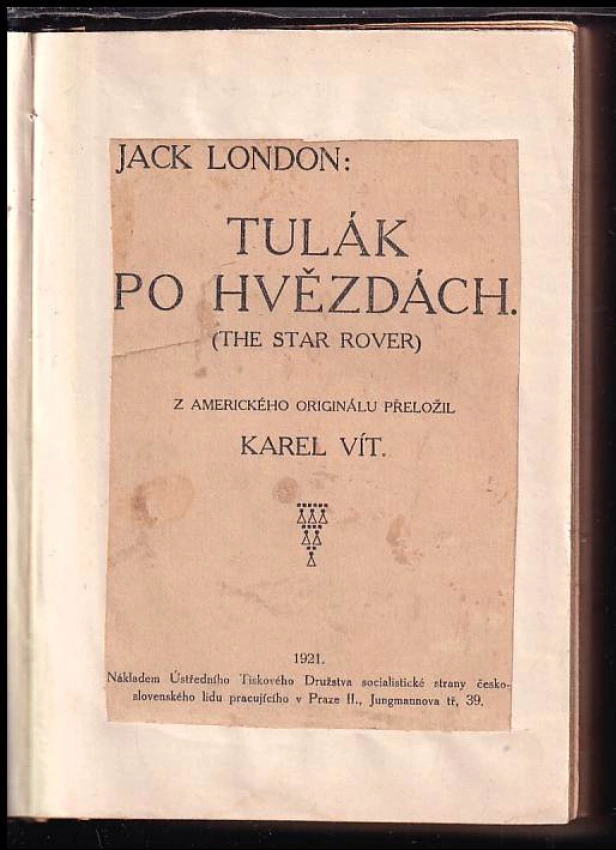 JACK LONDON:
TULÁK
PO HVĚZDÁCH.
(THE STAR ROVER)
Z AMERICKÉHO ORIGINÁLU PŘELOŽIL
KAREL VÍT.
1921.
Nákladem Ústředního Tiskového Družstva socialistické strany česko-
slovenského lidu pracujícího v Praze II., Jungmannova tř, 39.